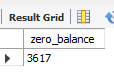 Result Grid
zero_balance
3617